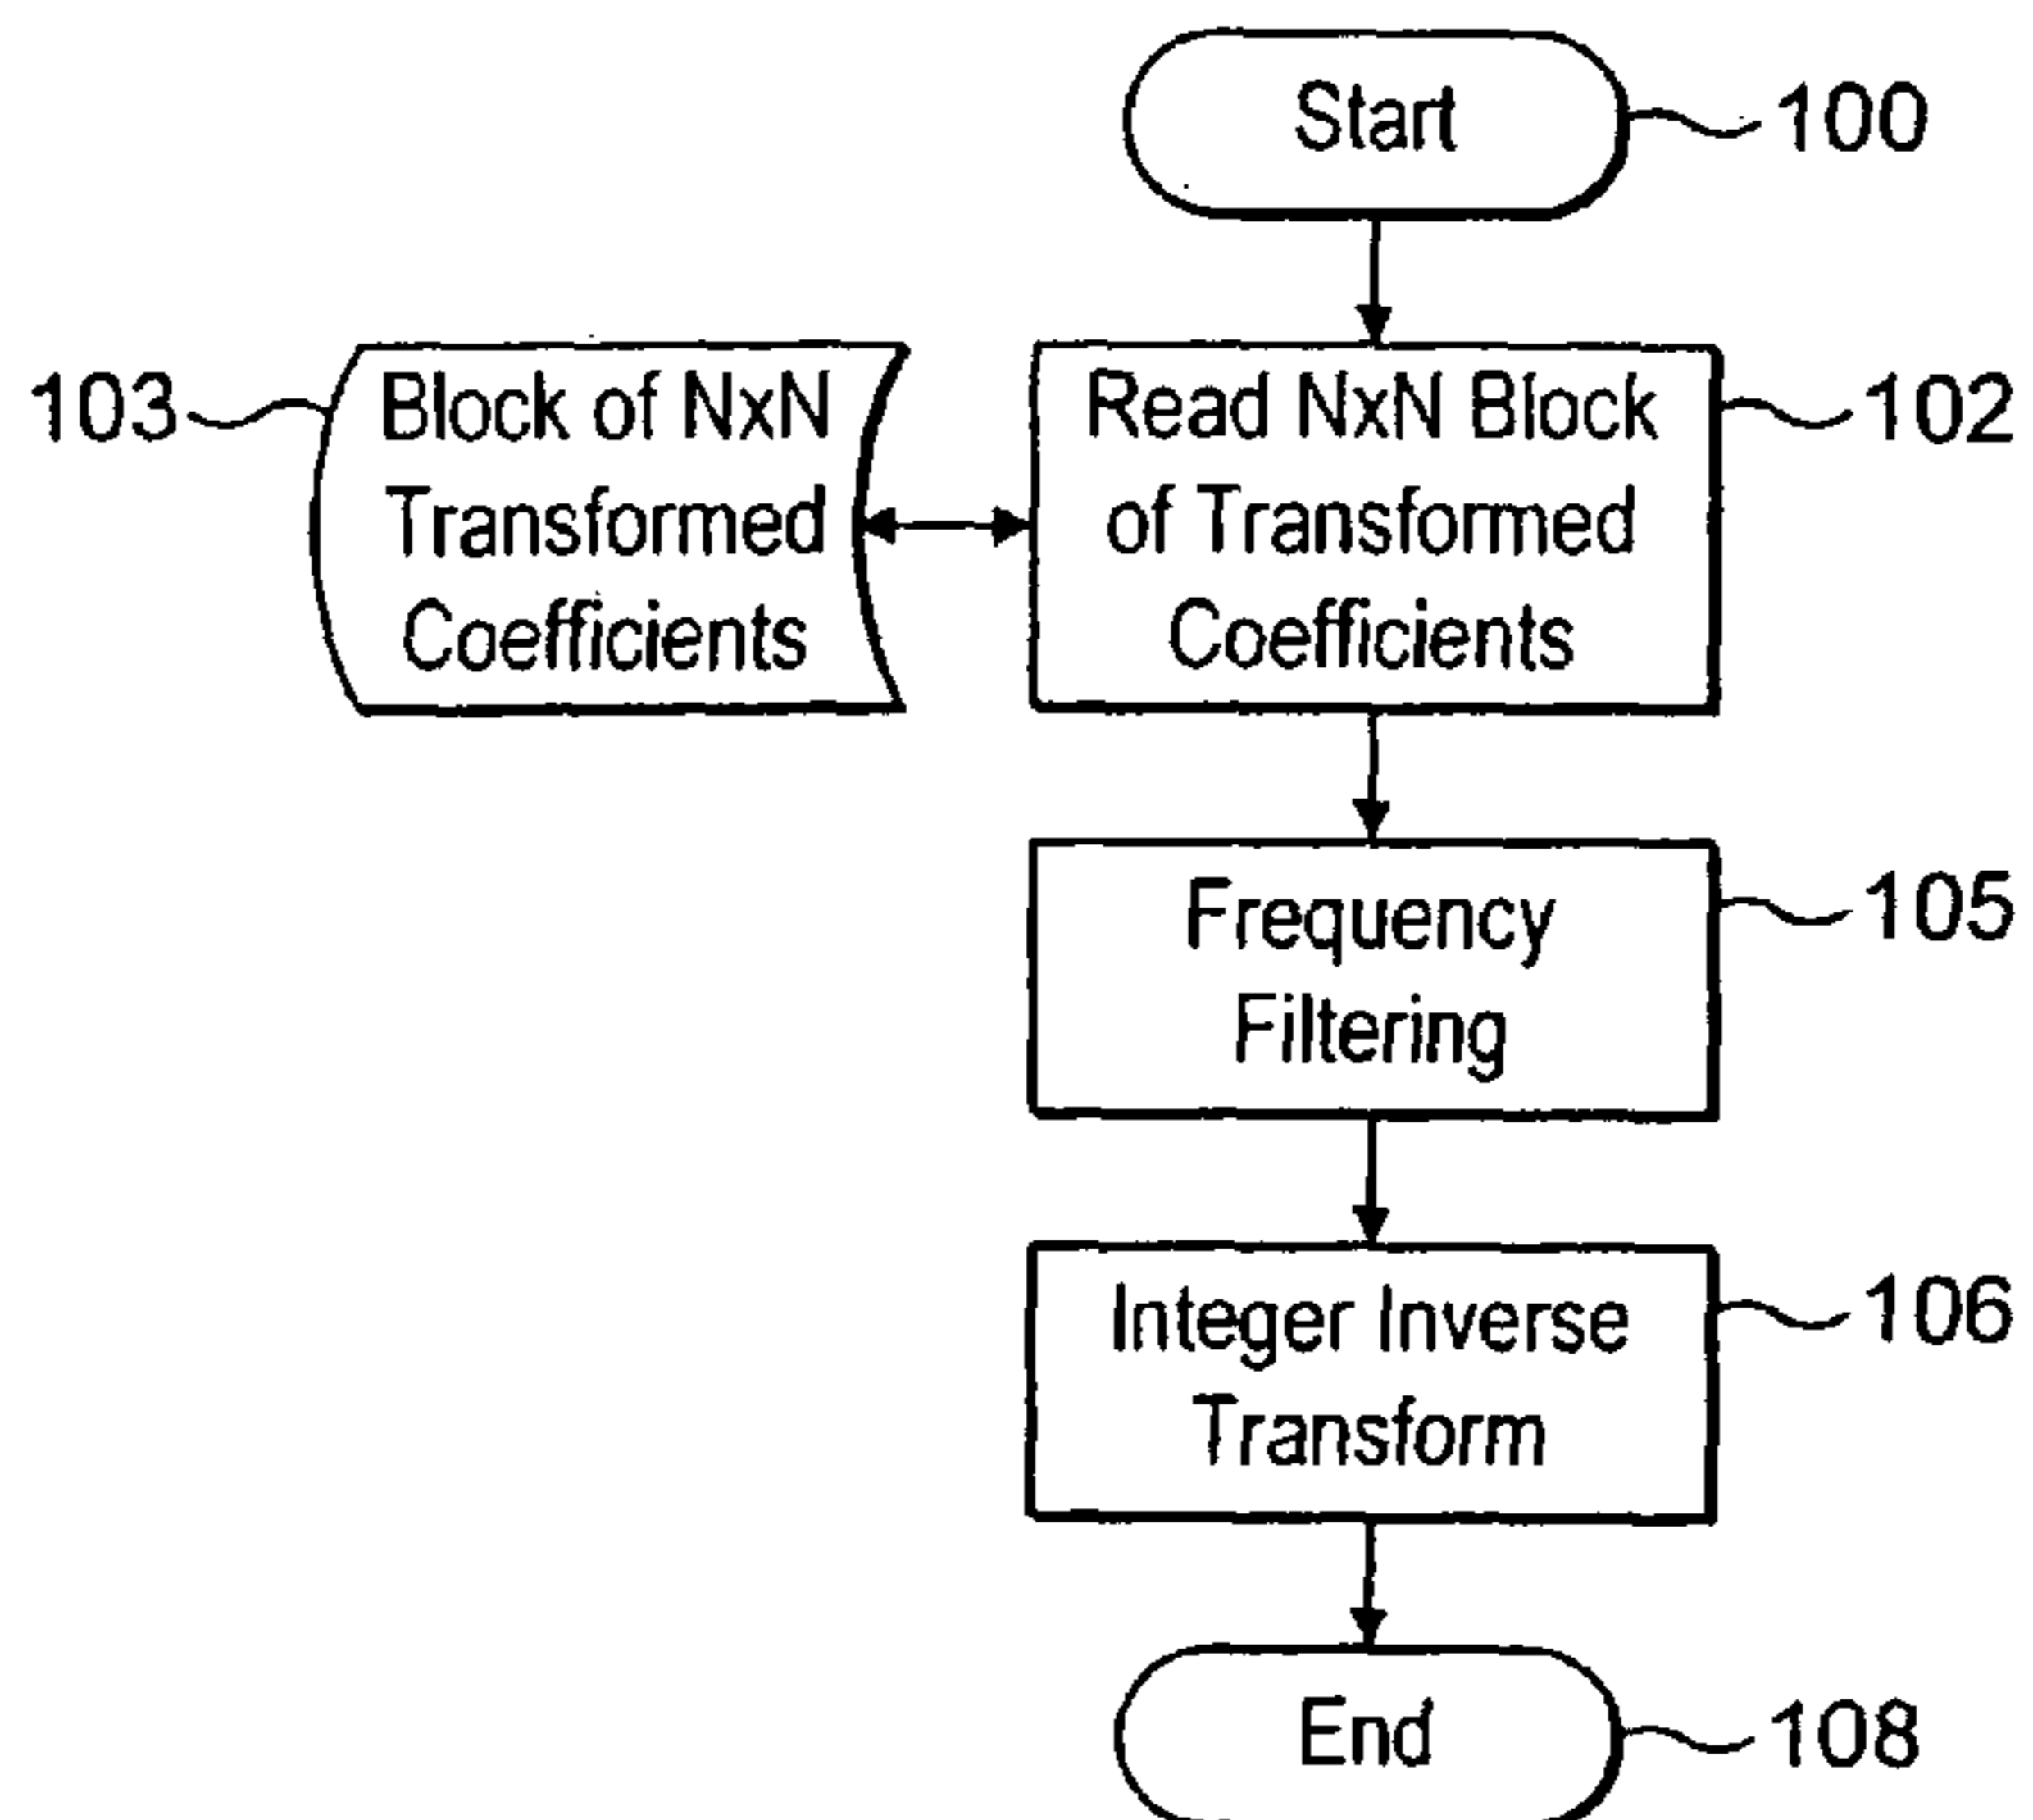 Start
100
103
Block of NxN
Transformed
Coefficients
Read NxN Block
of Transformed
Coefficients
102
Frequency
Filtering
105
Integer Inverse
Transform
106
End
108